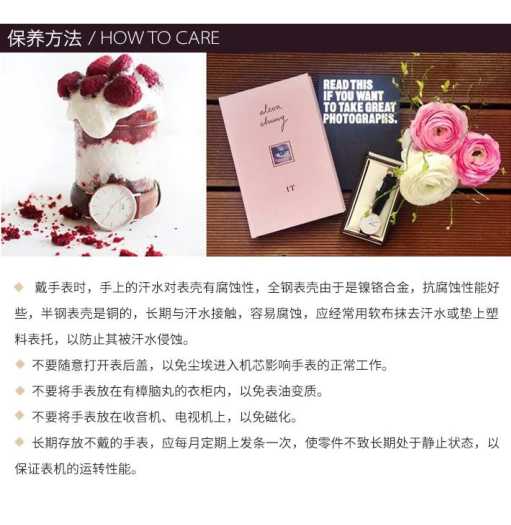 保养方法 / HOW TO CARE
alexa
chung
READ THIS
IF YOU WANT
TO TAKE GREAT
PHOTOGRAPHS.
IT
戴手表时，手上的汗水对表壳有腐蚀性，全钢表壳由于是镍铬合金，抗腐蚀性能好
些，半钢表壳是铜的，长期与汗水接触，容易腐蚀，应经常用软布抹去汗水或垫上塑
料表托，以防止其被汗水侵蚀。
不要随意打开表后盖，以免尘埃进入机芯影响手表的正常工作。
不要将手表放在有樟脑丸的衣柜内，以免表油变质。
不要将手表放在收音机、电视机上，以免磁化。
长期存放不戴的手表，应每月定期上发条一次，使零件不致长期处于静止状态，以
保证表机的运转性能。